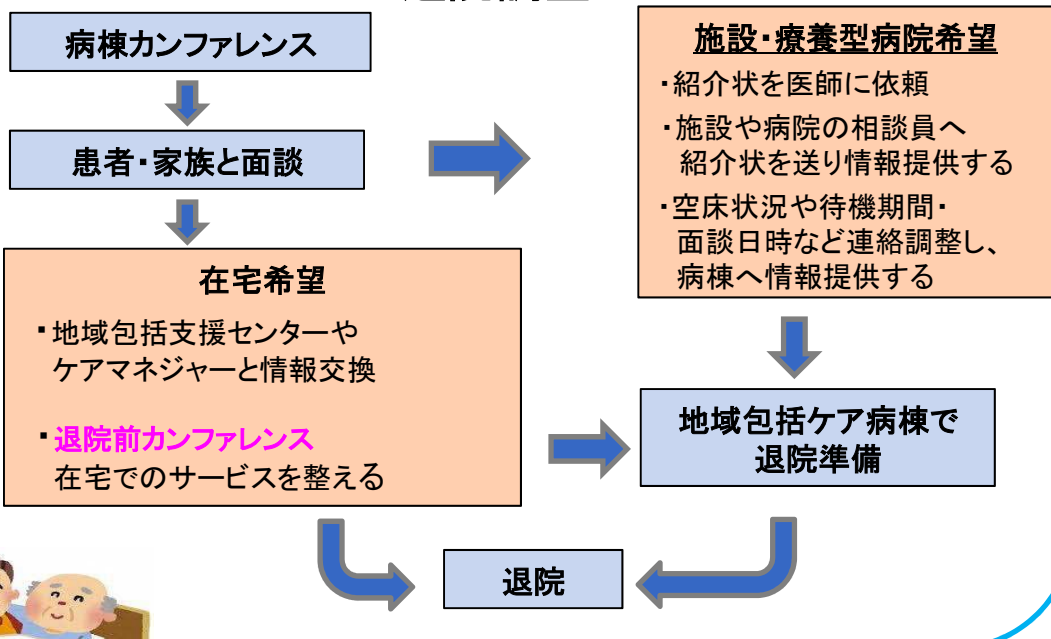 病棟カンファレンス
患者・家族と面談
在宅希望
・地域包括支援センターや
ケアマネジャーと情報交換
・退院前カンファレンス
在宅でのサービスを整える
施設・療養型病院希望
・紹介状を医師に依頼
・施設や病院の相談員へ
紹介状を送り情報提供する
・空床状況や待機期間・
面談日時など連絡調整し、
病棟へ情報提供する
地域包括ケア病棟で
退院準備
退院